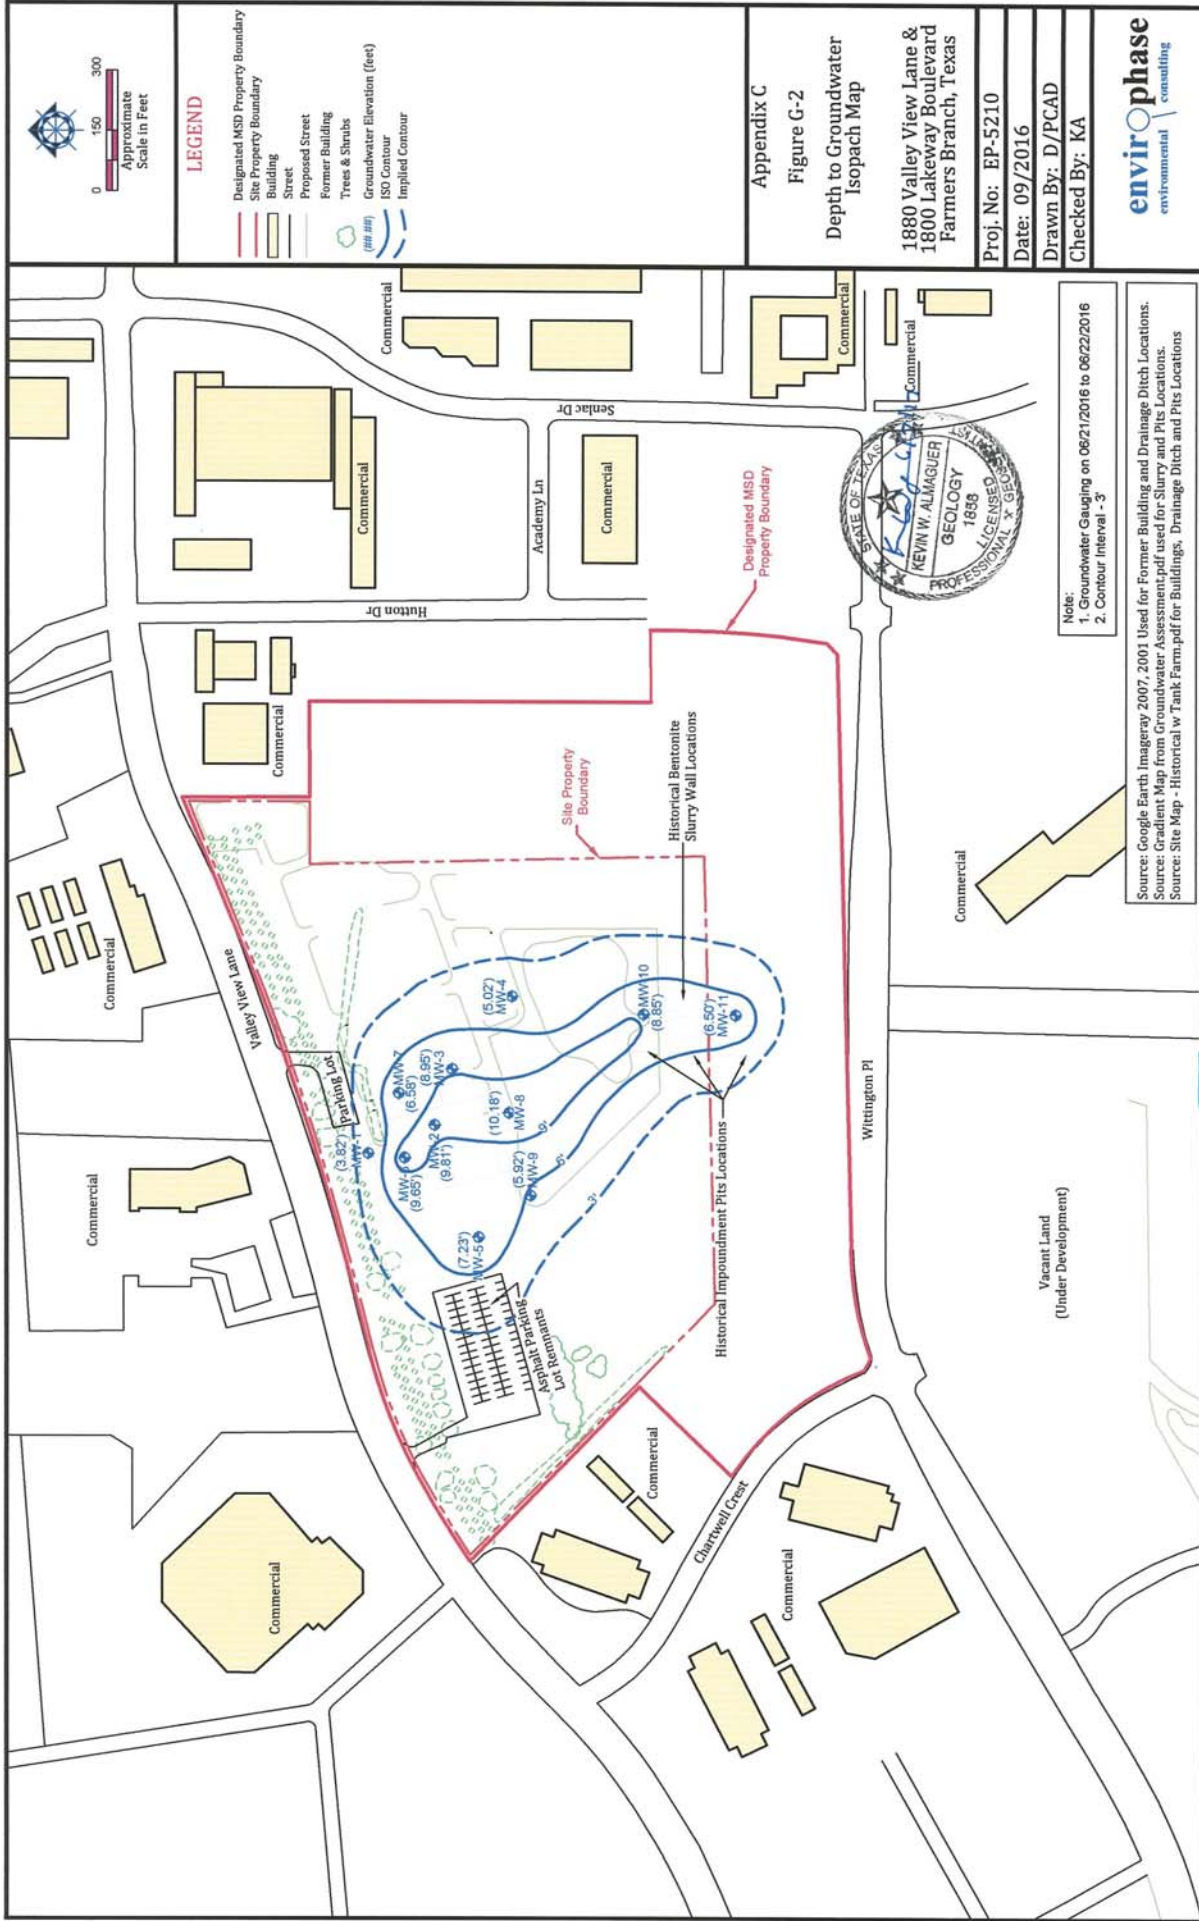 0 150 300
Approximate
Scale in Feet
LEGEND
Designated MSD Property Boundary
Site Property Boundary
Building
Street
Proposed Street
Former Building
Trees & Shrubs
(##.##) Groundwater Elevation (feet)
ISO Contour
Implied Contour
Appendix C
Figure G-2
Depth to Groundwater
Isopach Map
1880 Valley View Lane &
1800 Lakeway Boulevard
Farmers Branch, Texas
Proj. No: EP-5210
Date: 09/2016
Drawn By: D/PCAD
Checked By: KA
envirophase
environmental consulting
Commercial
Commercial
Commercial
Valley View Lane
Commercial
Commercial
Hutton Dr
Academy Ln
Commercial
Senlac Dr
Commercial
Commercial
Commercial
Parking Lot
(3.82')
MW-1
MW-7
(6.58')
(8.95')
MW-3
(5.02')
MW-4
(9.65')
MW-2
(9.81')
(10.18')
MW-8
(5.92')
MW-9
(7.23')
MW-5
MW-10
(8.85')
(6.50')
MW-11
9'
6'
3'
Asphalt Parking
Lot Remnants
Site Property
Boundary
Historical Bentonite
Slurry Wall Locations
Designated MSD
Property Boundary
Historical Impoundment Pits Locations
Commercial
Chartwell Crest
Commercial
Wittington Pl
Vacant Land
(Under Development)
Commercial
STATE OF TEXAS
KEVIN W. ALMAGUER
GEOLOGY
1858
LICENSED
PROFESSIONAL GEOSCIENTIST
Note:
1. Groundwater Gauging on 06/21/2016 to 06/22/2016
2. Contour Interval - 3'
Source: Google Earth Imageray 2007, 2001 Used for Former Building and Drainage Ditch Locations.
Source: Gradient Map from Groundwater Assessment.pdf used for Slurry and Pits Locations.
Source: Site Map - Historical w Tank Farm.pdf for Buildings, Drainage Ditch and Pits Locations